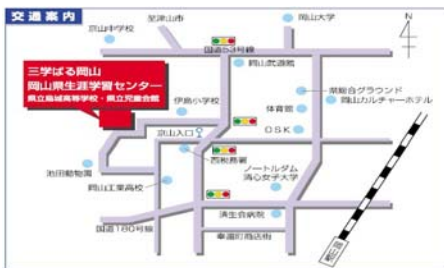 交通案内
京山中学校
至津山市
岡山大学
N
国道53号線
岡山武道館
三学ばる岡山
岡山県生涯学習センター
県立烏城高等学校・県立児童会館
伊島小学校
県総合グラウンド
岡山カルチャーホテル
体育館
京山入口
OSK
西税務署
池田動物園
ノートルダム
清心女子大学
岡山工業高校
済生会病院
国道180号線
奉還町商店街